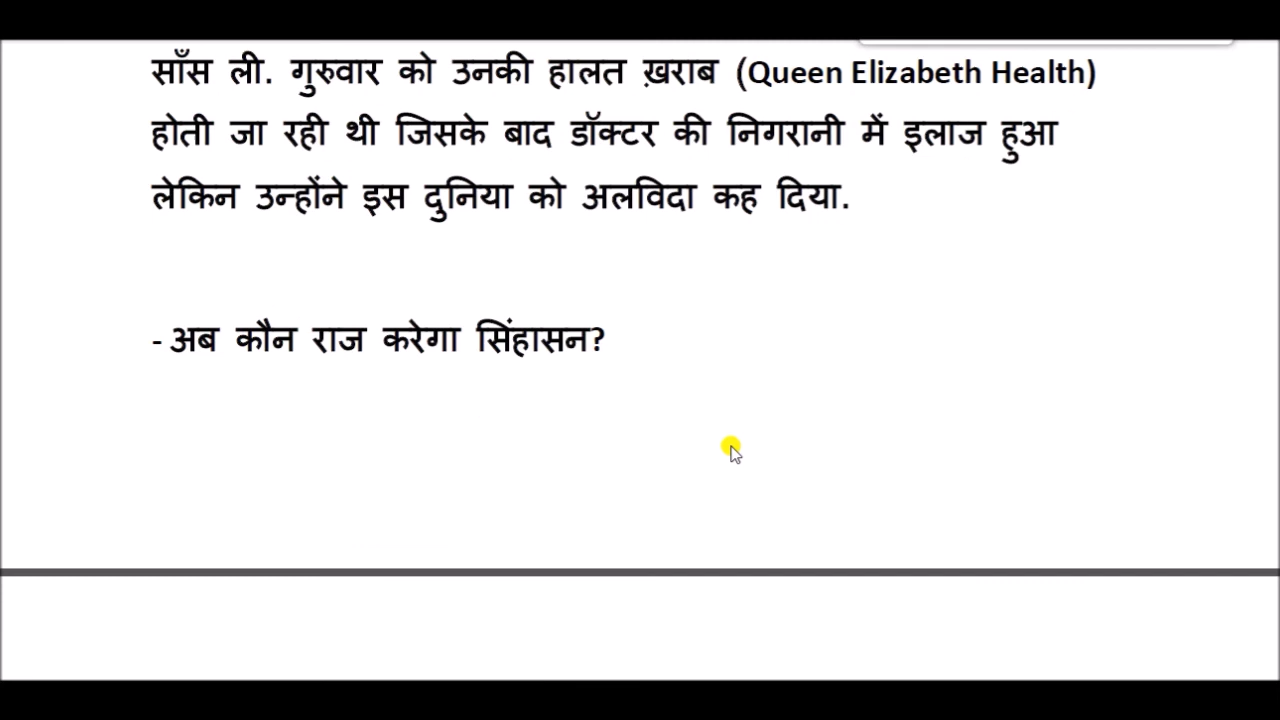 साँस ली. गुरुवार को उनकी हालत ख़राब (Queen Elizabeth Health)
होती जा रही थी जिसके बाद डॉक्टर की निगरानी में इलाज हुआ
लेकिन उन्होंने इस दुनिया को अलविदा कह दिया.
- अब कौन राज करेगा सिंहासन?